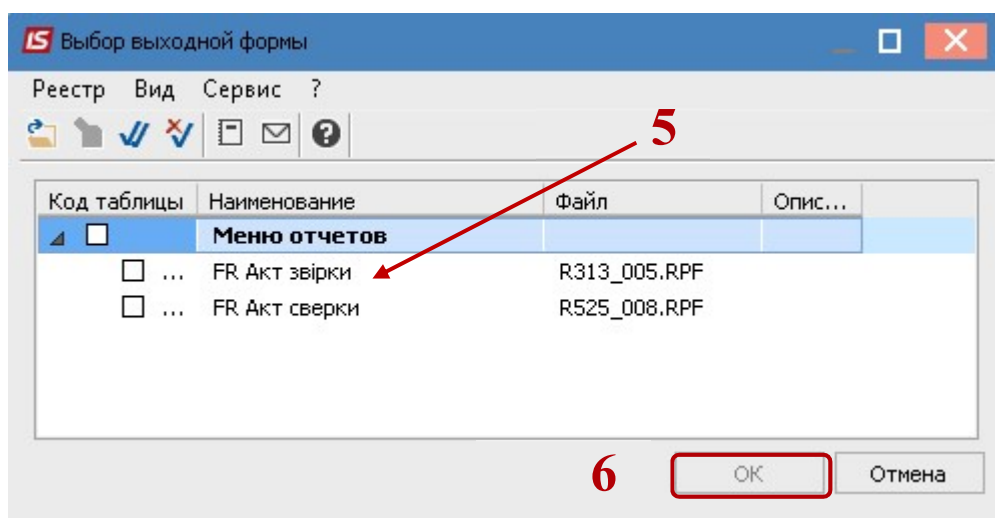 IS Выбор выходной формы
Реестр Вид Сервис ?
5
Код таблицы Наименование Файл Опис...
Меню отчетов
... FR Акт звірки R313_005.RPF
... FR Акт сверки R525_008.RPF
6 OK Отмена